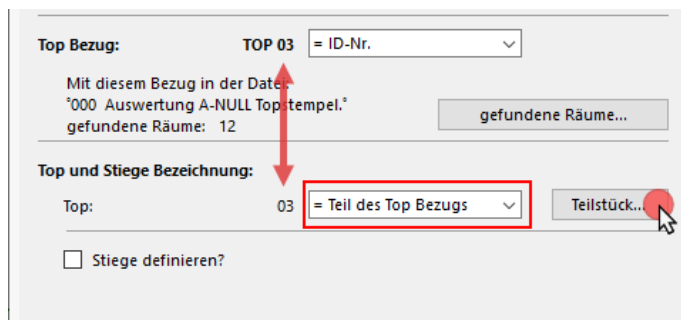 Top Bezug: TOP 03 = ID-Nr.
Mit diesem Bezug in der Datei:
"000 Auswertung A-NULL Topstempel."
gefundene Räume: 12 gefundene Räume...
Top und Stiege Bezeichnung:
Top: 03 = Teil des Top Bezugs Teilstück...
Stiege definieren?